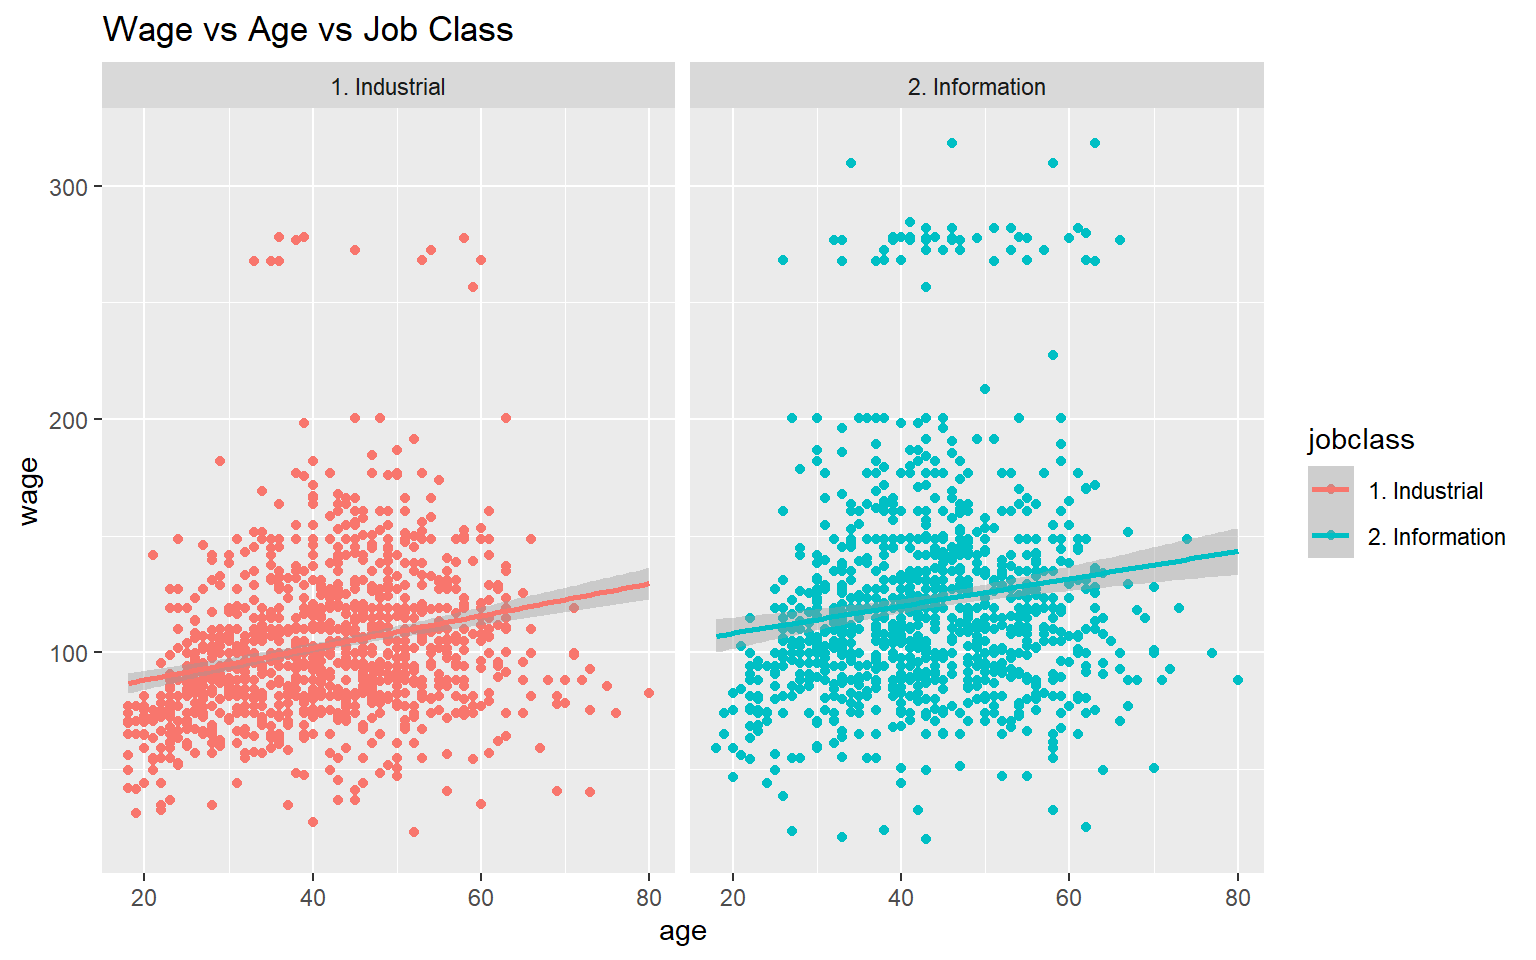 Wage vs Age vs Job Class
1. Industrial
2. Information
300
200
100
wage
20
40
60
80
20
40
60
80
age
jobclass
1. Industrial
2. Information